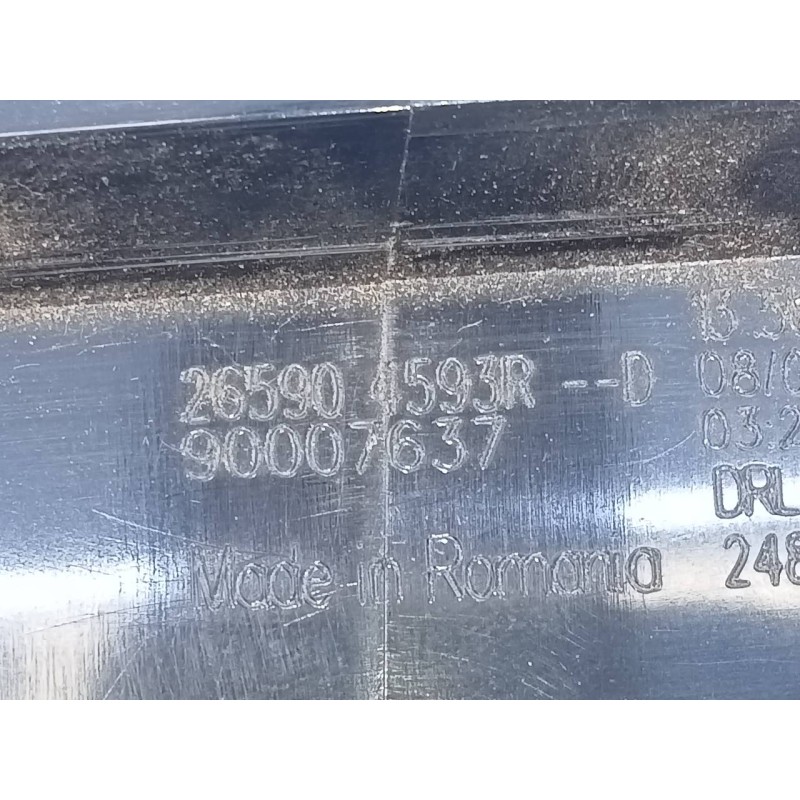 26590 4593R --D
90007637
Made in Romania
08/0
03:2
DRL
248